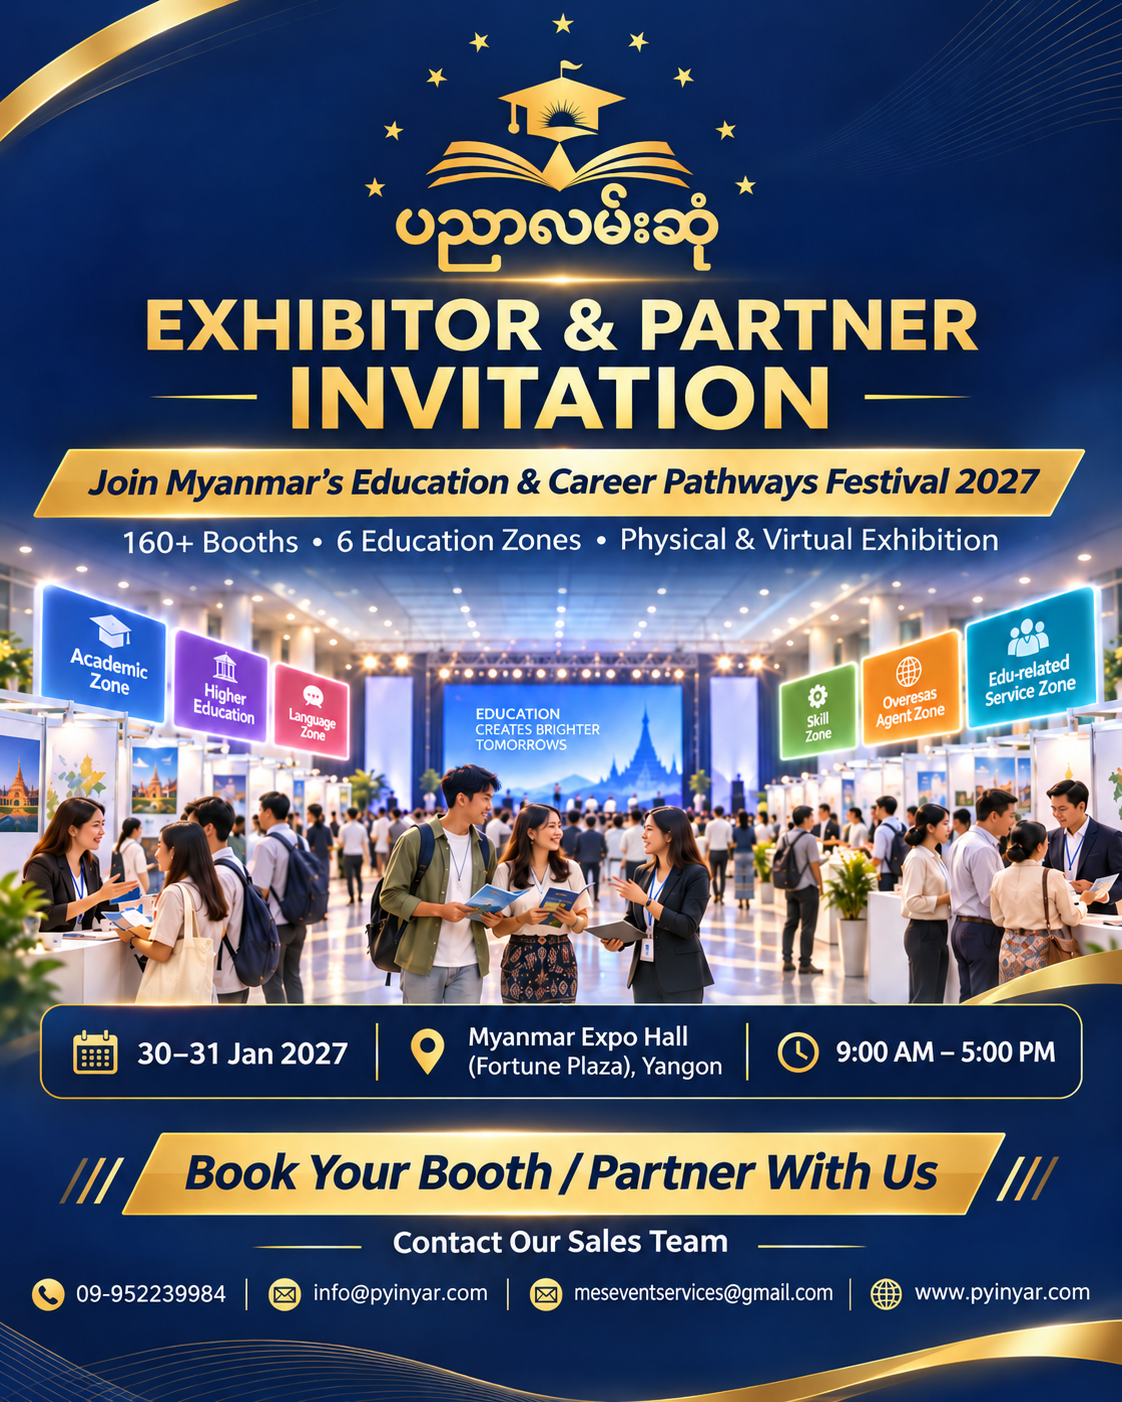 ပညာလမ်းဆုံ
EXHIBITOR & PARTNER
INVITATION
Join Myanmar's Education & Career Pathways Festival 2027
160+ Booths • 6 Education Zones • Physical & Virtual Exhibition
Academic
Zone
Higher
Education
Language
Zone
EDUCATION
CREATES BRIGHTER
TOMORROWS
Skill
Zone
Overesas
Agent Zone
Edu-related
Service Zone
30–31 Jan 2027
Myanmar Expo Hall
(Fortune Plaza), Yangon
9:00 AM – 5:00 PM
Book Your Booth / Partner With Us
Contact Our Sales Team
09-952239984
info@pyinyar.com
meseventservices@gmail.com
www.pyinyar.com